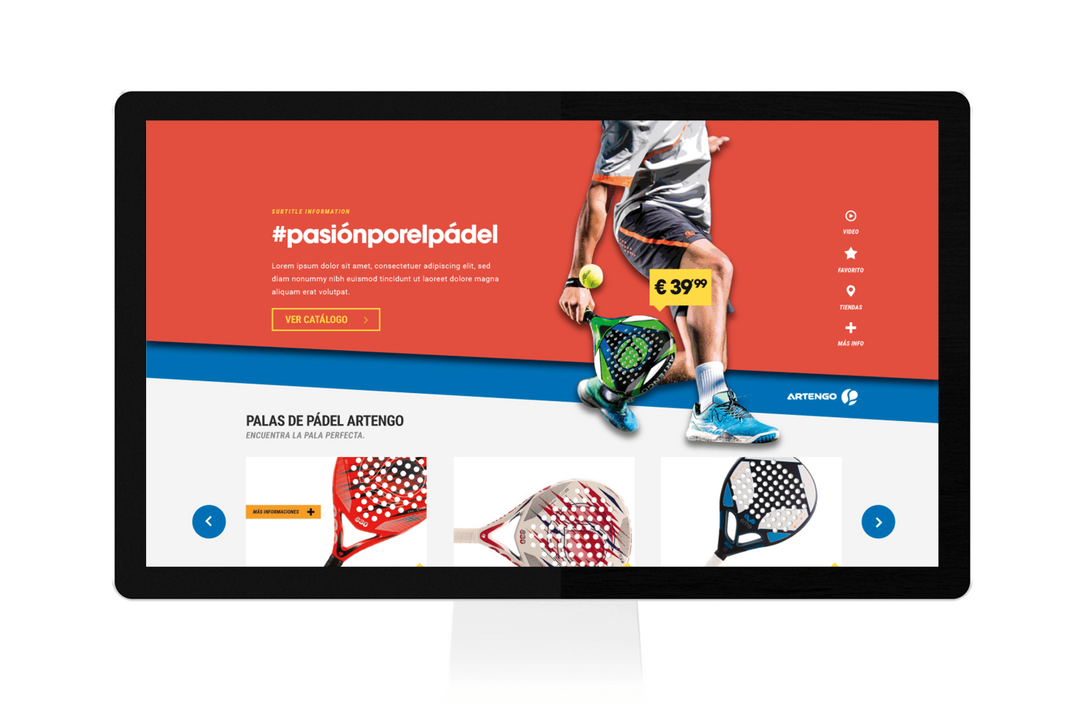 SUBTITLE INFORMATION
#pasiónporelpádel
Lorem ipsum dolor sit amet, consectetuer adipiscing elit, sed
diam nonummy nibh euismod tincidunt ut laoreet dolore magna
aliquam erat volutpat.
VER CATÁLOGO
€ 39⁹⁹
VIDEO
FAVORITO
TIENDAS
MÁS INFO
ARTENGO
PALAS DE PÁDEL ARTENGO
ENCUENTRA LA PALA PERFECTA.
MÁS INFORMACIONES